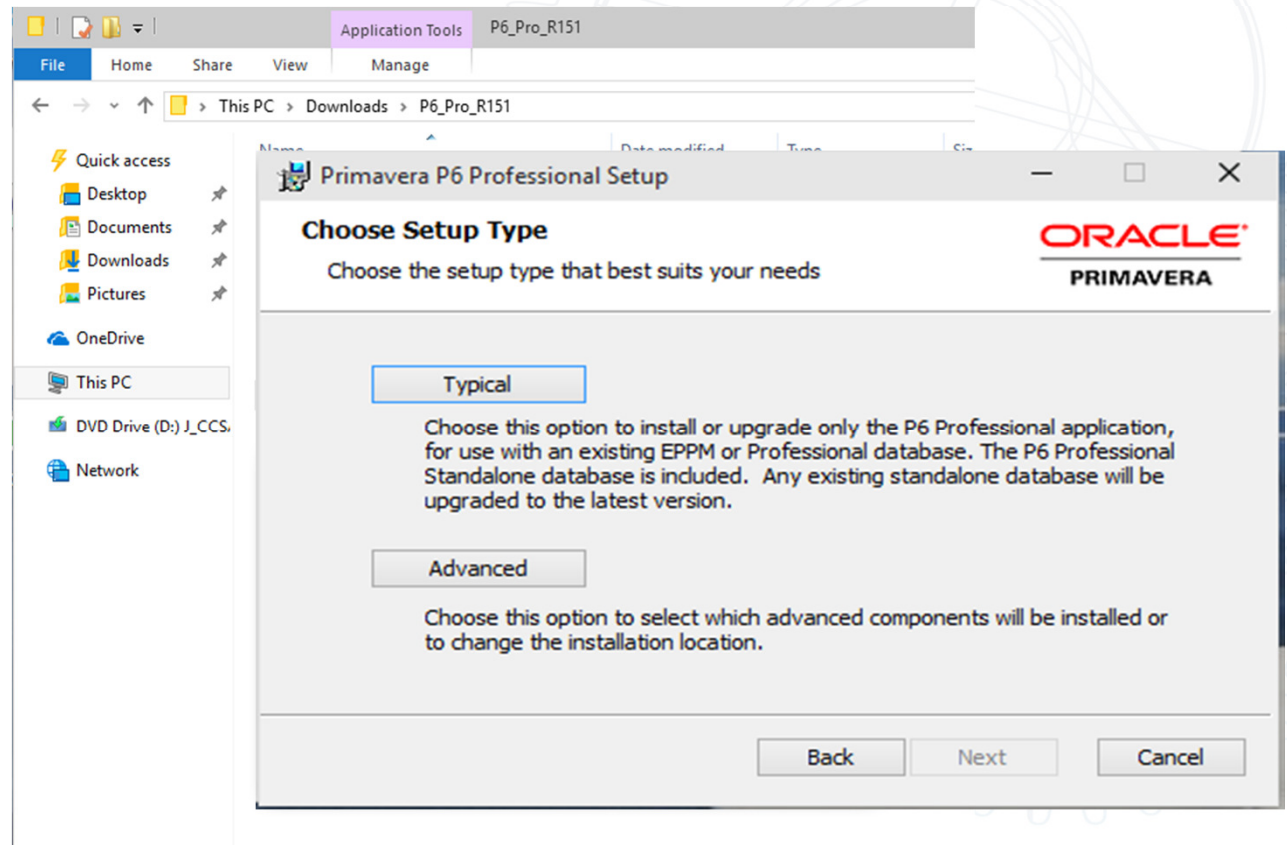 Application Tools P6_Pro_R151
File Home Share View Manage
This PC > Downloads > P6_Pro_R151
Name Date modified Type
Quick access
Desktop
Documents
Downloads
Pictures
OneDrive
This PC
DVD Drive (D:) J_CCS
Network
Primavera P6 Professional Setup
Choose Setup Type
Choose the setup type that best suits your needs
ORACLE
PRIMAVERA
Typical
Choose this option to install or upgrade only the P6 Professional application,
for use with an existing EPPM or Professional database. The P6 Professional
Standalone database is included. Any existing standalone database will be
upgraded to the latest version.
Advanced
Choose this option to select which advanced components will be installed or
to change the installation location.
Back Next Cancel